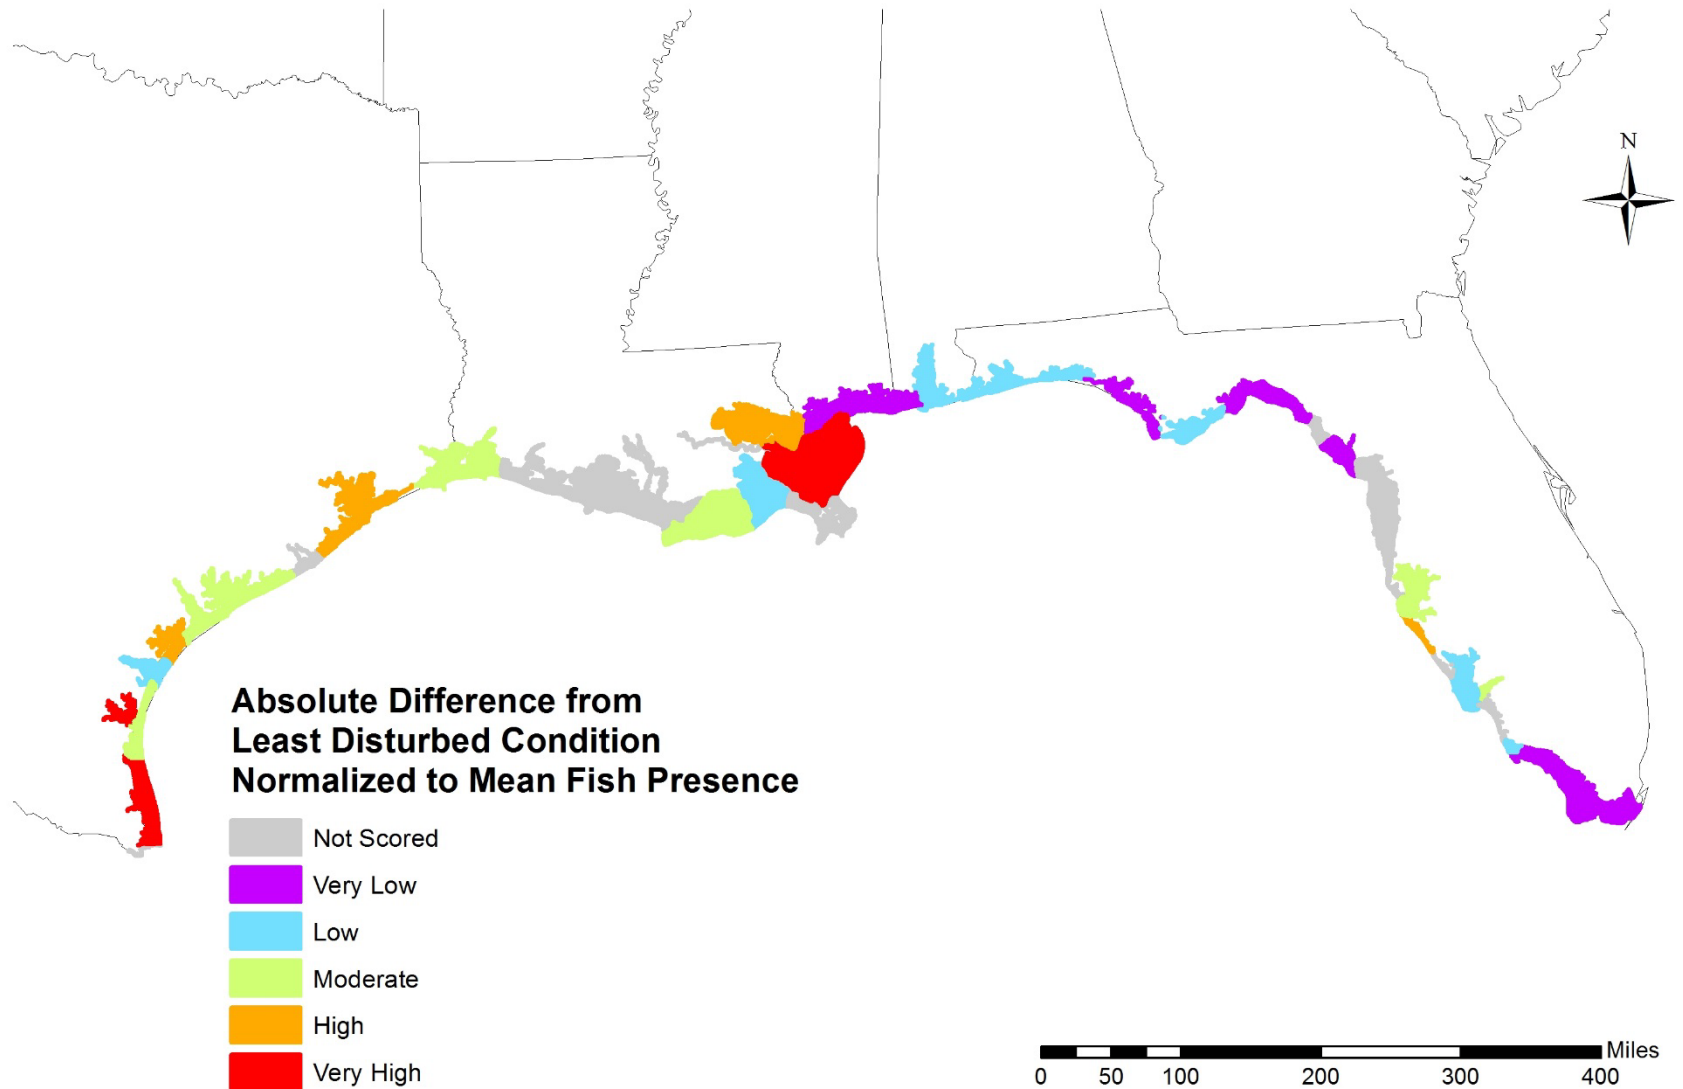 N
Absolute Difference from
Least Disturbed Condition
Normalized to Mean Fish Presence
Not Scored
Very Low
Low
Moderate
High
Very High
Miles
0 50 100 200 300 400